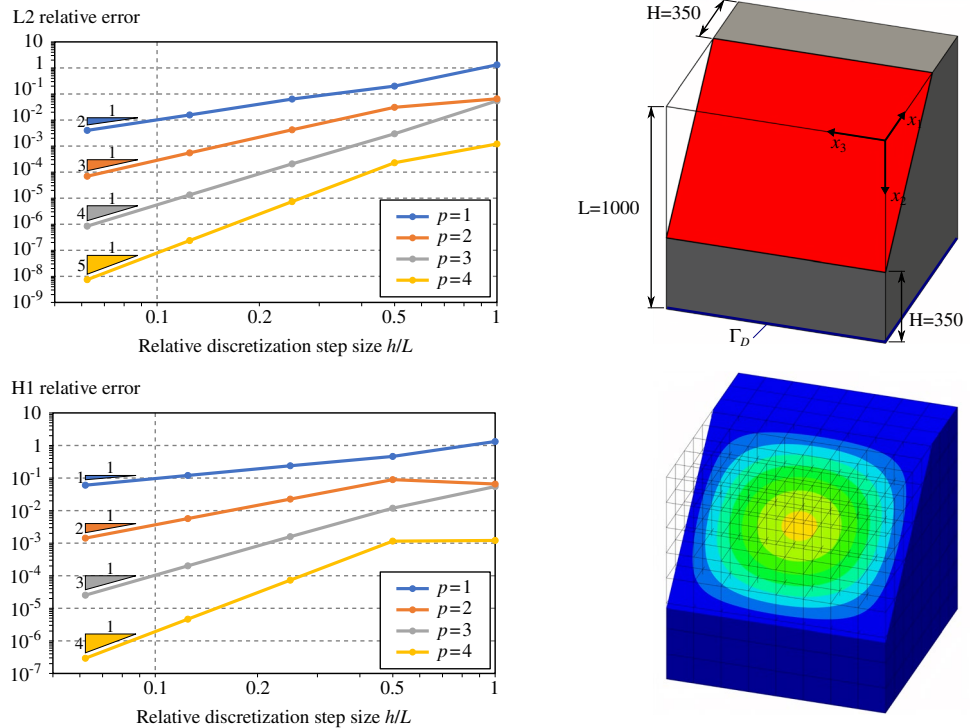 L2 relative error
10
1
10^-1
10^-2
10^-3
10^-4
10^-5
10^-6
10^-7
10^-8
10^-9
1
2
1
3
1
4
1
5
p=1
p=2
p=3
p=4
0.1
0.2
0.5
1
Relative discretization step size h/L
H=350
x_1
x_3
x_2
L=1000
H=350
Γ_D
H1 relative error
10
1
10^-1
10^-2
10^-3
10^-4
10^-5
10^-6
10^-7
1
1
1
2
1
3
1
4
p=1
p=2
p=3
p=4
0.1
0.2
0.5
1
Relative discretization step size h/L